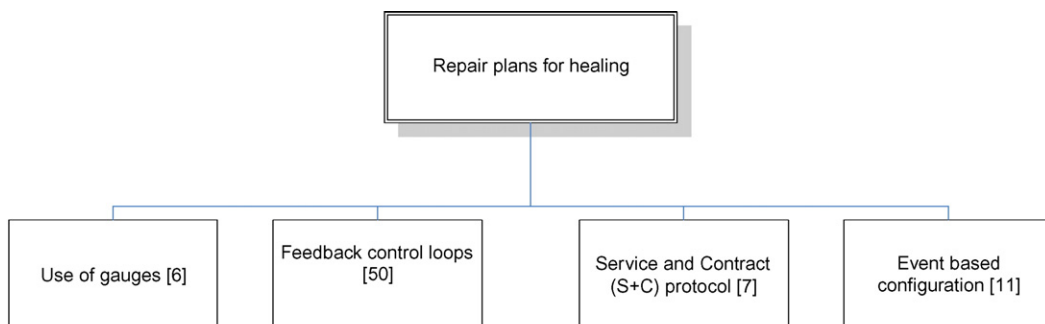 Repair plans for healing
Use of gauges [6]
Feedback control loops
[50]
Service and Contract
(S+C) protocol [7]
Event based
configuration [11]